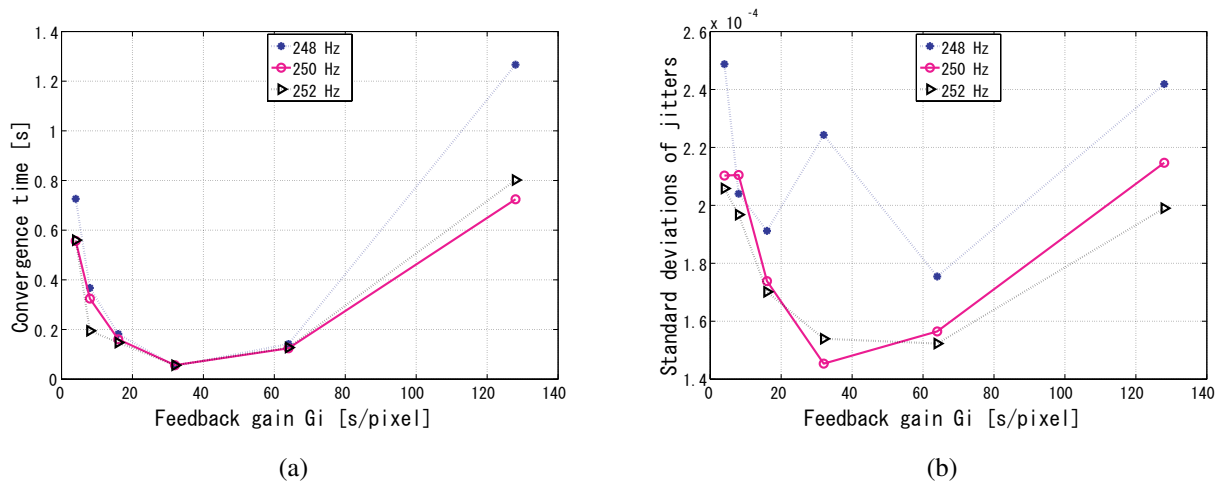 1.4
1.2
1
0.8
0.6
0.4
0.2
0
0
20
40
60
80
100
120
140
Convergence time [s]
Feedback gain Gi [s/pixel]
248 Hz
250 Hz
252 Hz
(a)
x 10⁻⁴
2.6
2.4
2.2
2
1.8
1.6
1.4
0
20
40
60
80
100
120
140
Standard deviations of jitters
Feedback gain Gi [s/pixel]
248 Hz
250 Hz
252 Hz
(b)